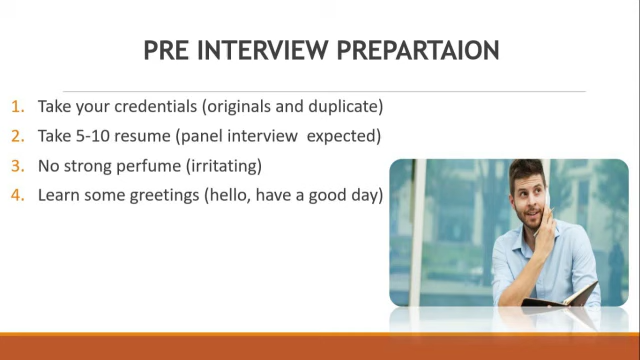 PRE INTERVIEW PREPARTAION
1. Take your credentials (originals and duplicate)
2. Take 5-10 resume (panel interview expected)
3. No strong perfume (irritating)
4. Learn some greetings (hello, have a good day)